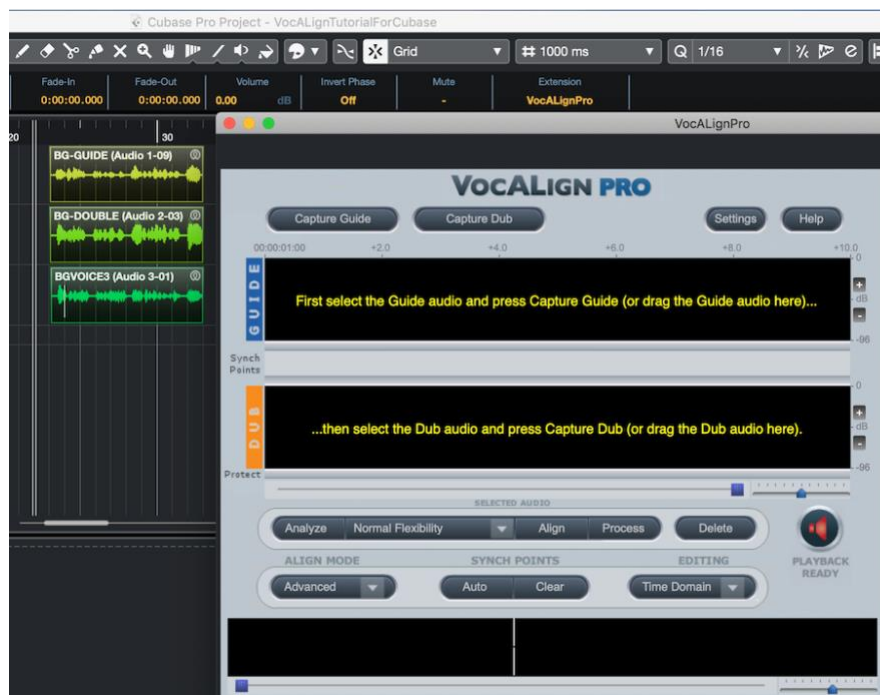 Cubase Pro Project - VocALignTutorialForCubase
Grid
1000 ms
Q 1/16
Fade-In Fade-Out Volume Invert Phase Mute Extension
0:00:00.000 0:00:00.000 0.00 dB Off - VocALignPro
20 30
VocALignPro
BG-GUIDE (Audio 1-09)
BG-DOUBLE (Audio 2-03)
BGVOICE3 (Audio 3-01)
VOCALIGN PRO
Capture Guide Capture Dub Settings Help
00:00:01:00 +2.0 +4.0 +6.0 +8.0 +10.0
GUIDE
First select the Guide audio and press Capture Guide (or drag the Guide audio here)...
0
+
dB
-
-96
Synch
Points
DUB
...then select the Dub audio and press Capture Dub (or drag the Dub audio here).
0
+
dB
-
-96
Protect
SELECTED AUDIO
Analyze Normal Flexibility Align Process Delete
ALIGN MODE SYNCH POINTS EDITING
Advanced Auto Clear Time Domain
PLAYBACK
READY